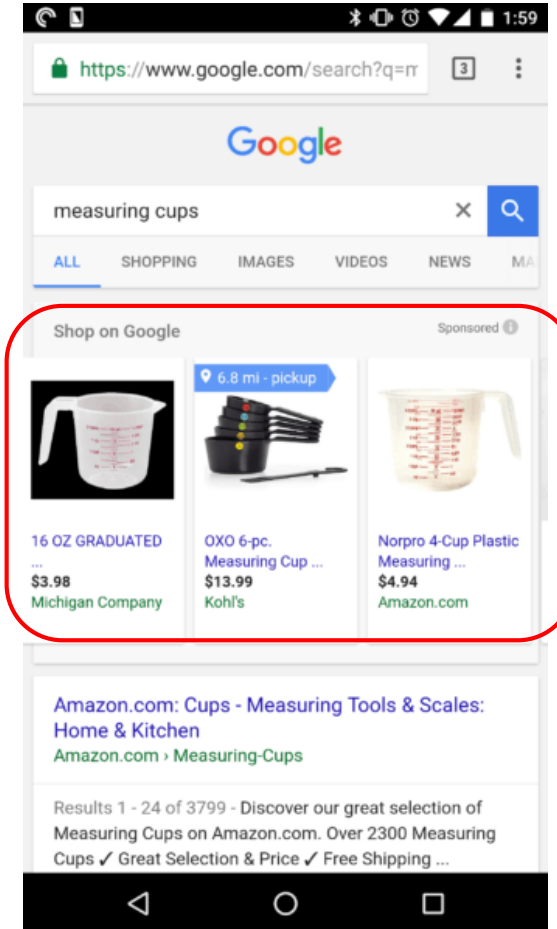 1:59
https://www.google.com/search?q=m
3
Google
measuring cups
ALL SHOPPING IMAGES VIDEOS NEWS MA
Shop on Google Sponsored
6.8 mi - pickup
16 OZ GRADUATED
...
$3.98
Michigan Company
OXO 6-pc.
Measuring Cup ...
$13.99
Kohl's
Norpro 4-Cup Plastic
Measuring ...
$4.94
Amazon.com
Amazon.com: Cups - Measuring Tools & Scales:
Home & Kitchen
Amazon.com › Measuring-Cups
Results 1 - 24 of 3799 - Discover our great selection of
Measuring Cups on Amazon.com. Over 2300 Measuring
Cups ✓ Great Selection & Price ✓ Free Shipping ...